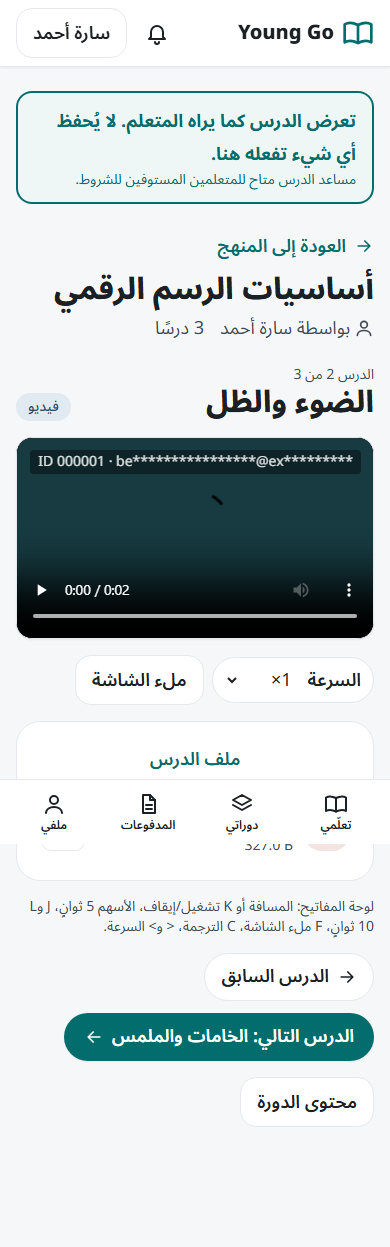 Young Go
سارة أحمد
تعرض الدرس كما يراه المتعلم. لا يُحفظ
أي شيء تفعله هنا.
مساعد الدرس متاح للمتعلمين المستوفين للشروط.
العودة إلى المنهج
أساسيات الرسم الرقمي
بواسطة سارة أحمد 3 درسًا
الدرس 2 من 3
الضوء والظل
فيديو
ID 000001 · be****************@ex*********
0:00 / 0:02
السرعة
1×
ملء الشاشة
ملف الدرس
تعلّمي
دوراتي
المدفوعات
ملفي
327.0 B
لوحة المفاتيح: المسافة أو K تشغيل/إيقاف، الأسهم 5 ثوانٍ، J وL
10 ثوانٍ، F ملء الشاشة، C الترجمة، < و> السرعة.
الدرس السابق
الدرس التالي: الخامات والملمس
محتوى الدورة